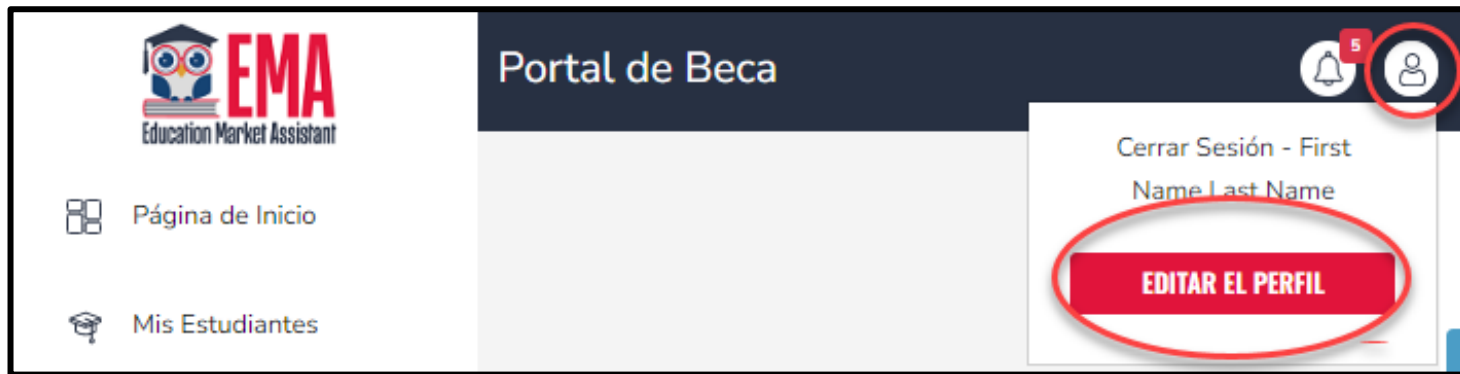 EMA
Education Market Assistant
Portal de Beca
5
Cerrar Sesión - First
Name Last Name
EDITAR EL PERFIL
Página de Inicio
Mis Estudiantes